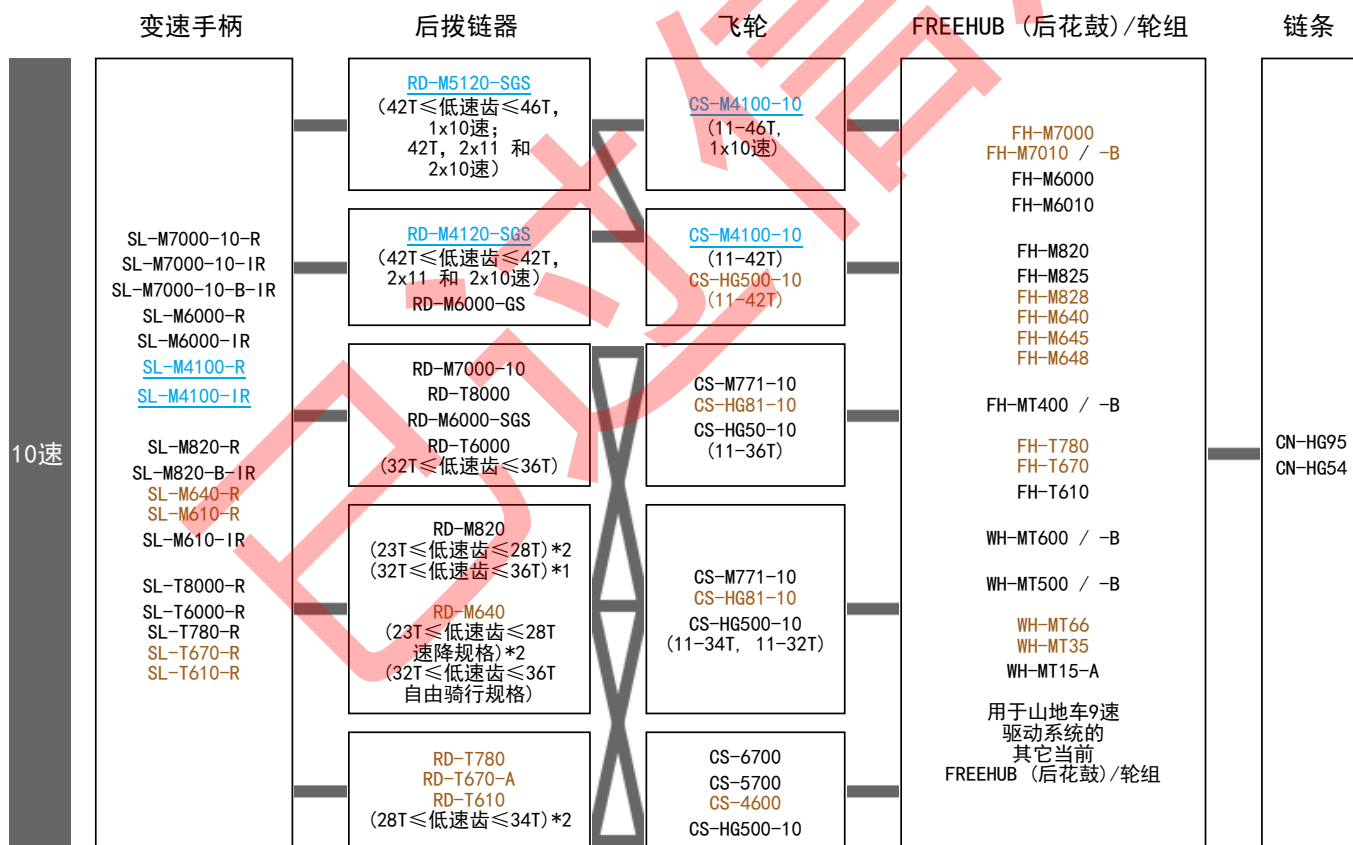 变速手柄
后拨链器
飞轮
FREEHUB (后花鼓)/轮组
链条
10速
SL-M7000-10-R
SL-M7000-10-IR
SL-M7000-10-B-IR
SL-M6000-R
SL-M6000-IR
SL-M4100-R
SL-M4100-IR
SL-M820-R
SL-M820-B-IR
SL-M640-R
SL-M610-R
SL-M610-IR
SL-T8000-R
SL-T6000-R
SL-T780-R
SL-T670-R
SL-T610-R
RD-M5120-SGS
(42T≤低速齿≤46T,
1x10速;
42T, 2x11 和
2x10速)
RD-M4120-SGS
(42T≤低速齿≤42T,
2x11 和 2x10速)
RD-M6000-GS
RD-M7000-10
RD-T8000
RD-M6000-SGS
RD-T6000
(32T≤低速齿≤36T)
RD-M820
(23T≤低速齿≤28T)*2
(32T≤低速齿≤36T)*1
RD-M640
(23T≤低速齿≤28T
速降规格)*2
(32T≤低速齿≤36T
自由骑行规格)
RD-T780
RD-T670-A
RD-T610
(28T≤低速齿≤34T)*2
CS-M4100-10
(11-46T,
1x10速)
CS-M4100-10
(11-42T)
CS-HG500-10
(11-42T)
CS-M771-10
CS-HG81-10
CS-HG50-10
(11-36T)
CS-M771-10
CS-HG81-10
CS-HG500-10
(11-34T, 11-32T)
CS-6700
CS-5700
CS-4600
CS-HG500-10
FH-M7000
FH-M7010 / -B
FH-M6000
FH-M6010
FH-M820
FH-M825
FH-M828
FH-M640
FH-M645
FH-M648
FH-MT400 / -B
FH-T780
FH-T670
FH-T610
WH-MT600 / -B
WH-MT500 / -B
WH-MT66
WH-MT35
WH-MT15-A
用于山地车9速
驱动系统的
其它当前
FREEHUB (后花鼓)/轮组
CN-HG95
CN-HG54
已过信